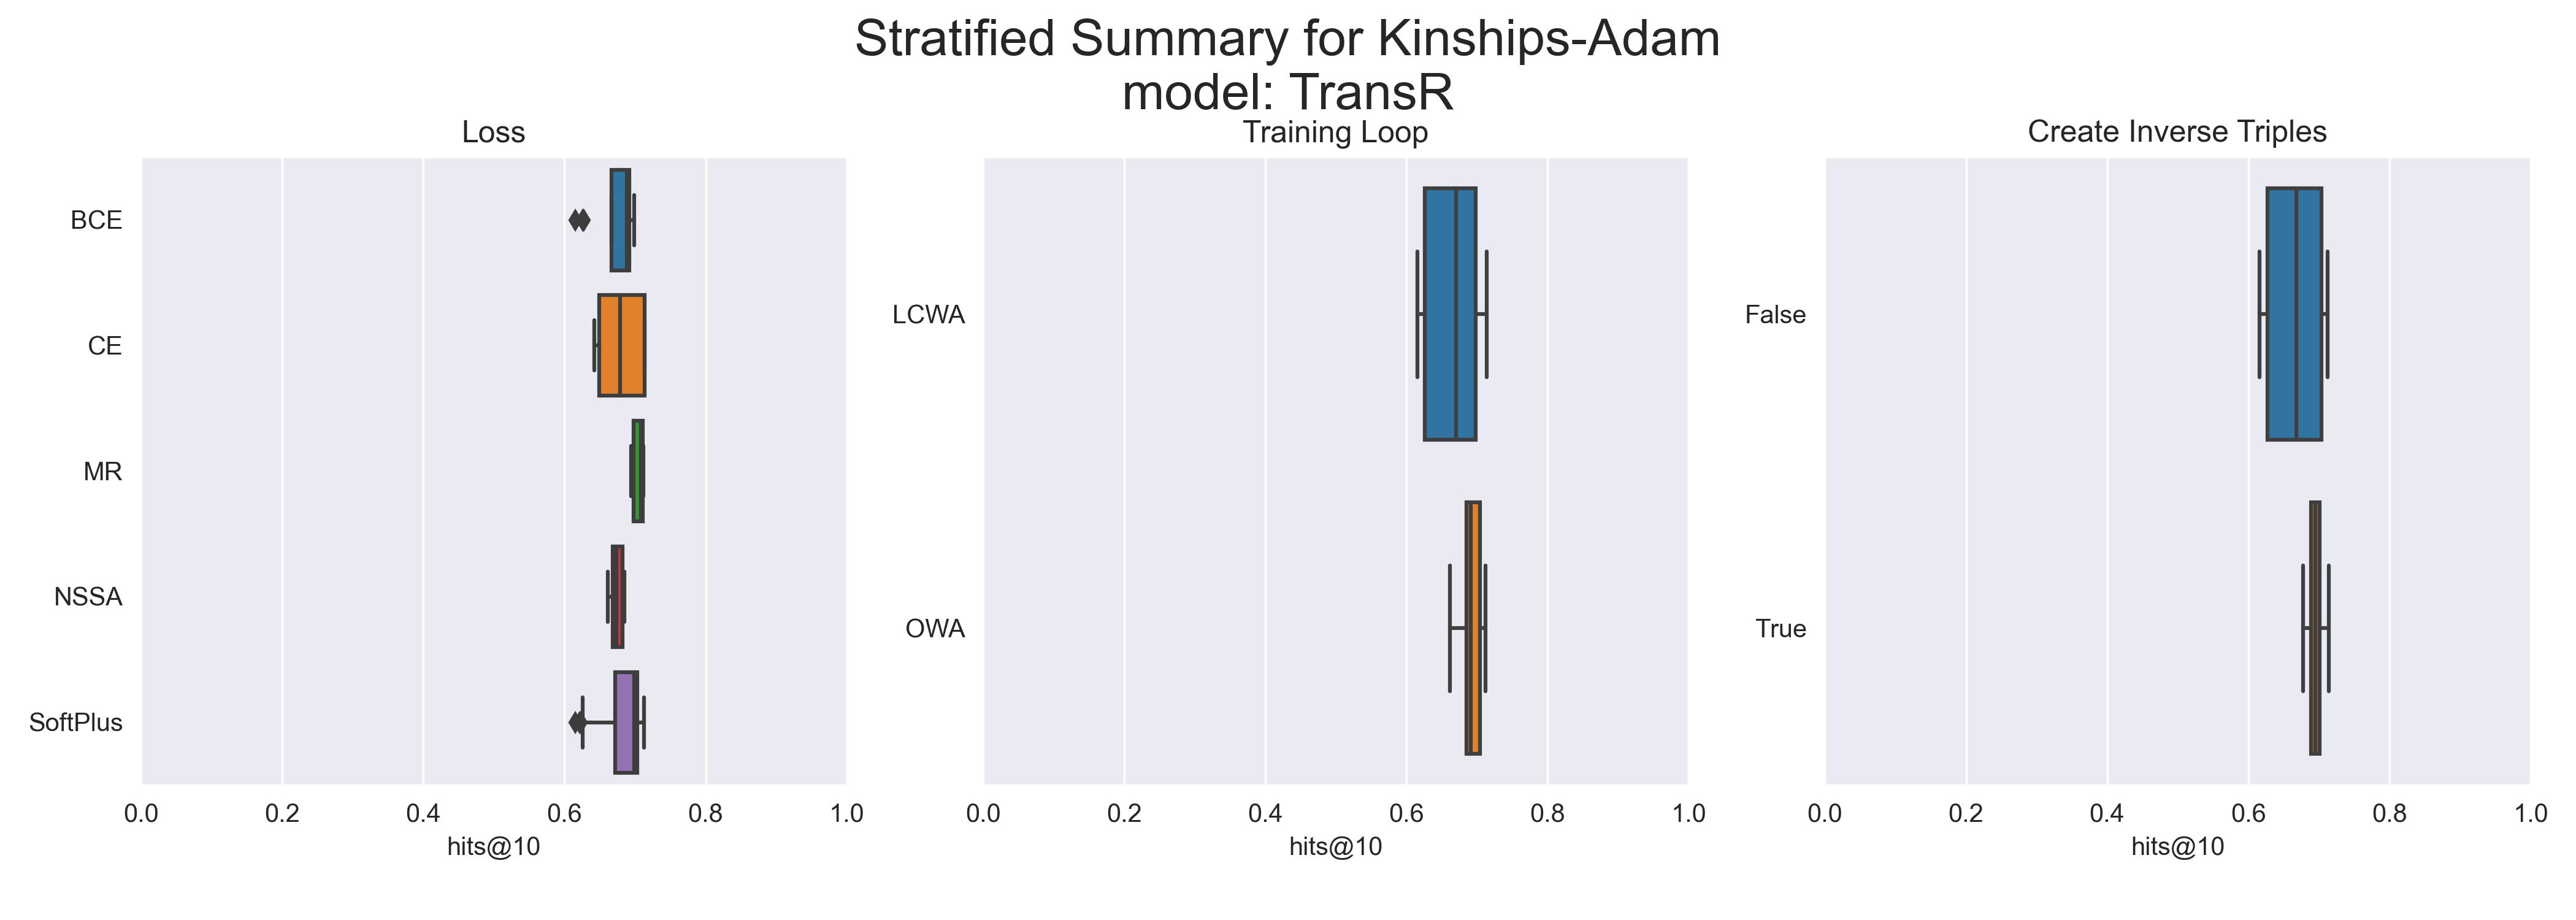 Stratified Summary for Kinships-Adam
model: TransR
Loss
BCE
CE
MR
NSSA
SoftPlus
0.0 0.2 0.4 0.6 0.8 1.0
hits@10
Training Loop
LCWA
OWA
0.0 0.2 0.4 0.6 0.8 1.0
hits@10
Create Inverse Triples
False
True
0.0 0.2 0.4 0.6 0.8 1.0
hits@10